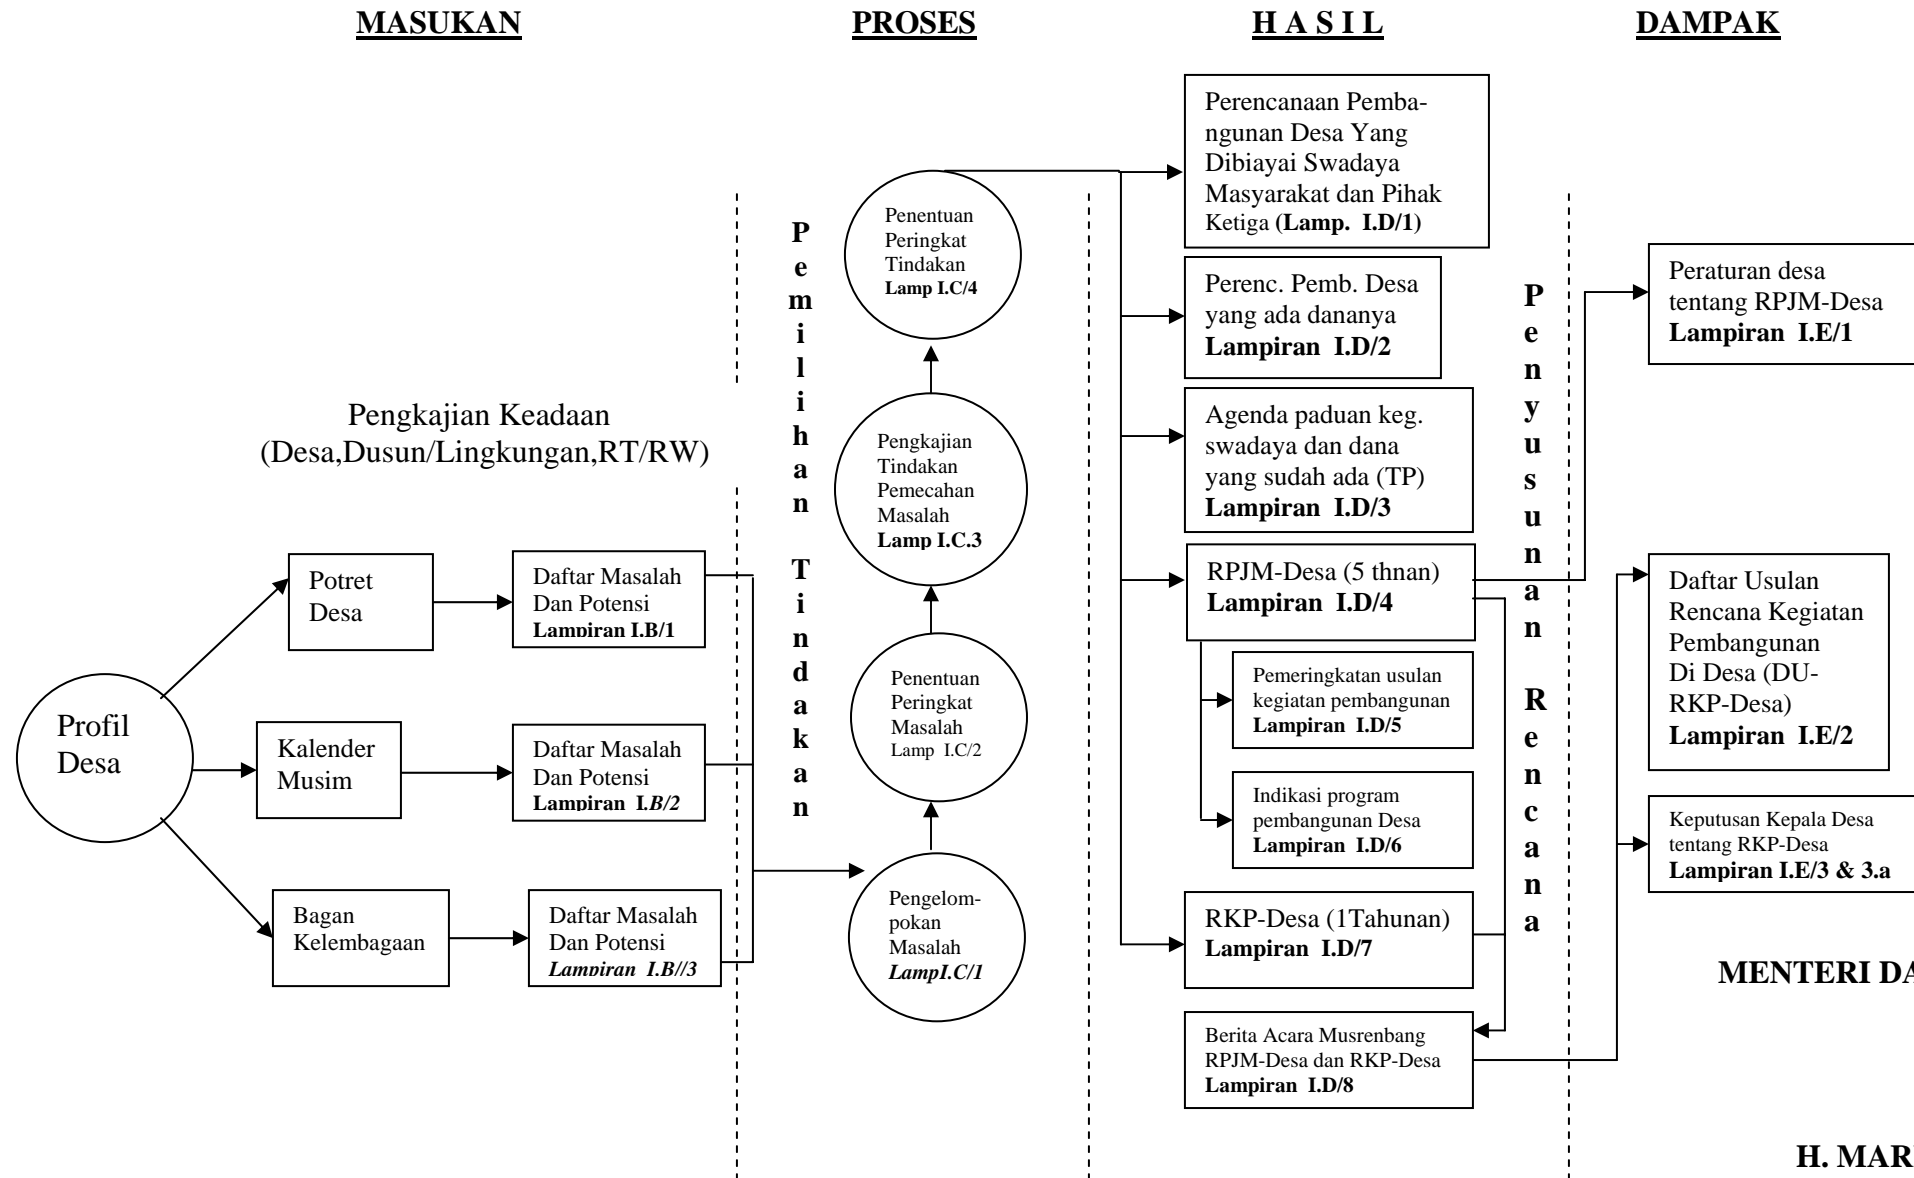 MASUKAN
PROSES
H A S I L
DAMPAK
Pengkajian Keadaan
(Desa,Dusun/Lingkungan,RT/RW)
Profil
Desa
Potret
Desa
Kalender
Musim
Bagan
Kelembagaan
Daftar Masalah
Dan Potensi
Lampiran I.B/1
Daftar Masalah
Dan Potensi
Lampiran I.B/2
Daftar Masalah
Dan Potensi
Lampiran I.B//3
Pemilihan Tindakan
Penentuan
Peringkat
Tindakan
Lamp I.C/4
Pengkajian
Tindakan
Pemecahan
Masalah
Lamp I.C.3
Penentuan
Peringkat
Masalah
Lamp I.C/2
Pengelom-
pokan
Masalah
LampI.C/1
Perencanaan Pemba-
ngunan Desa Yang
Dibiayai Swadaya
Masyarakat dan Pihak
Ketiga (Lamp. I.D/1)
Perenc. Pemb. Desa
yang ada dananya
Lampiran I.D/2
Agenda paduan keg.
swadaya dan dana
yang sudah ada (TP)
Lampiran I.D/3
RPJM-Desa (5 thnan)
Lampiran I.D/4
Pemeringkatan usulan
kegiatan pembangunan
Lampiran I.D/5
Indikasi program
pembangunan Desa
Lampiran I.D/6
RKP-Desa (1Tahunan)
Lampiran I.D/7
Berita Acara Musrenbang
RPJM-Desa dan RKP-Desa
Lampiran I.D/8
Penyusunan Rencana
Peraturan desa
tentang RPJM-Desa
Lampiran I.E/1
Daftar Usulan
Rencana Kegiatan
Pembangunan
Di Desa (DU-
RKP-Desa)
Lampiran I.E/2
Keputusan Kepala Desa
tentang RKP-Desa
Lampiran I.E/3 & 3.a
MENTERI DA
H. MAR